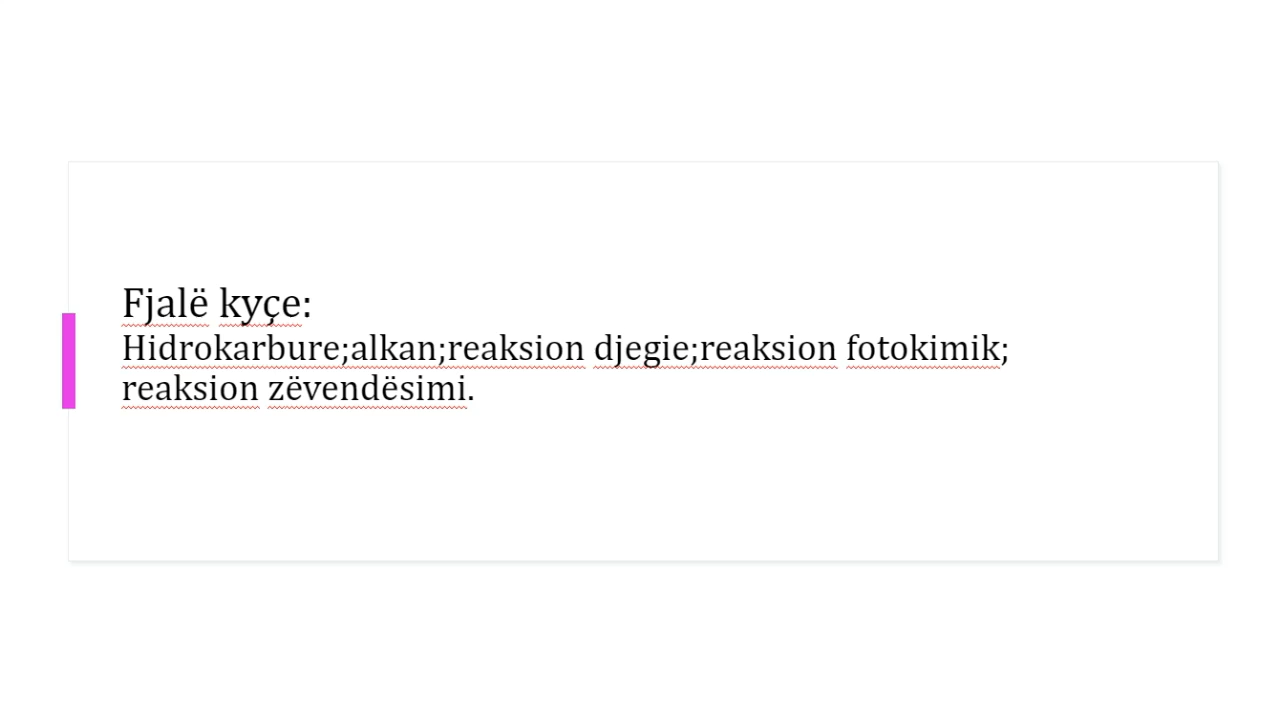 Fjalë kyçe:
Hidrokarbure;alkan;reaksion djegie;reaksion fotokimik;
reaksion zëvendësimi.